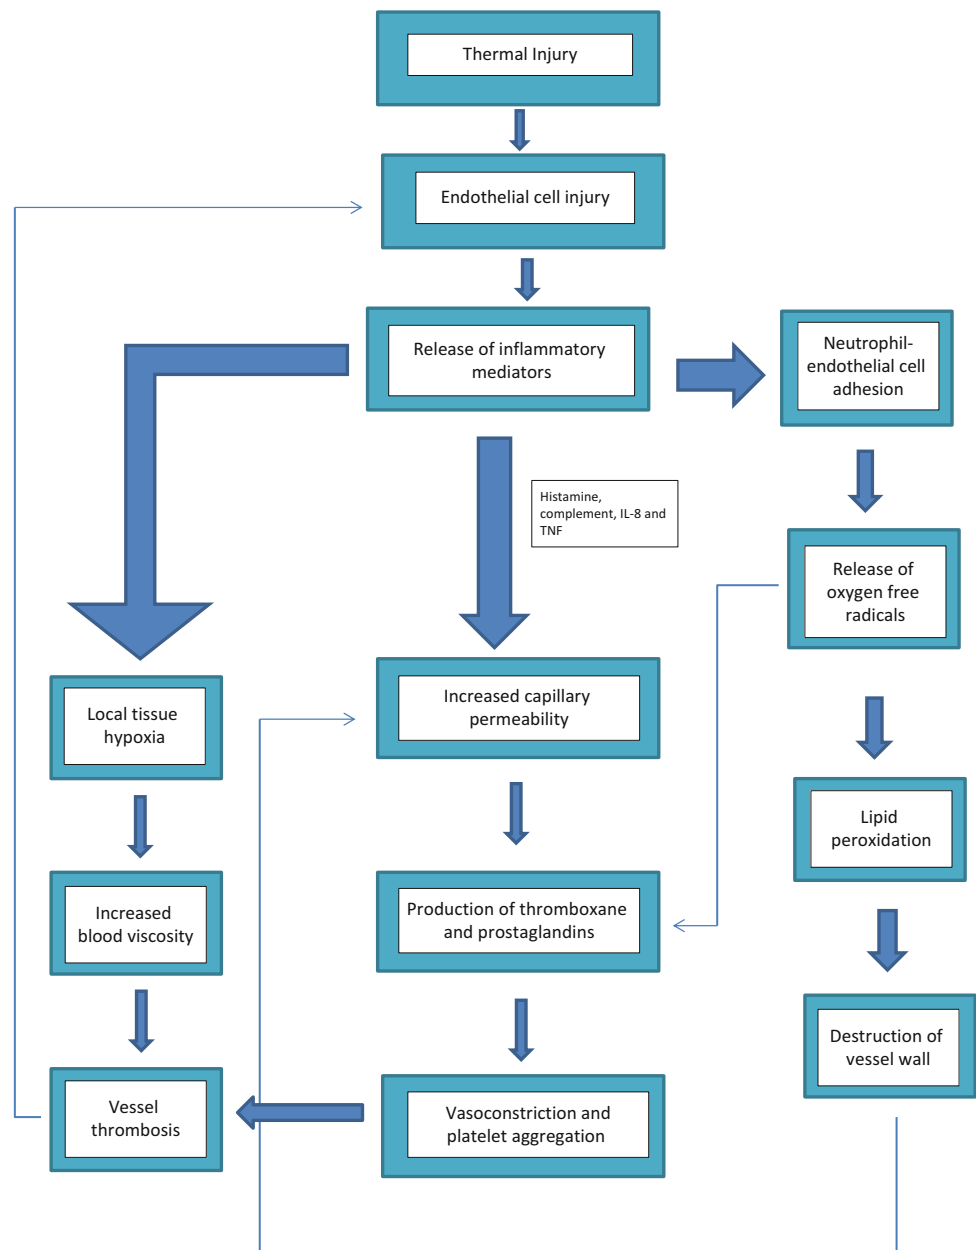 Thermal Injury
Endothelial cell injury
Release of inflammatory
mediators
Neutrophil-
endothelial cell
adhesion
Histamine,
complement, IL-8 and
TNF
Release of
oxygen free
radicals
Local tissue
hypoxia
Increased capillary
permeability
Lipid
peroxidation
Increased
blood viscosity
Production of thromboxane
and prostaglandins
Destruction of
vessel wall
Vessel
thrombosis
Vasoconstriction and
platelet aggregation